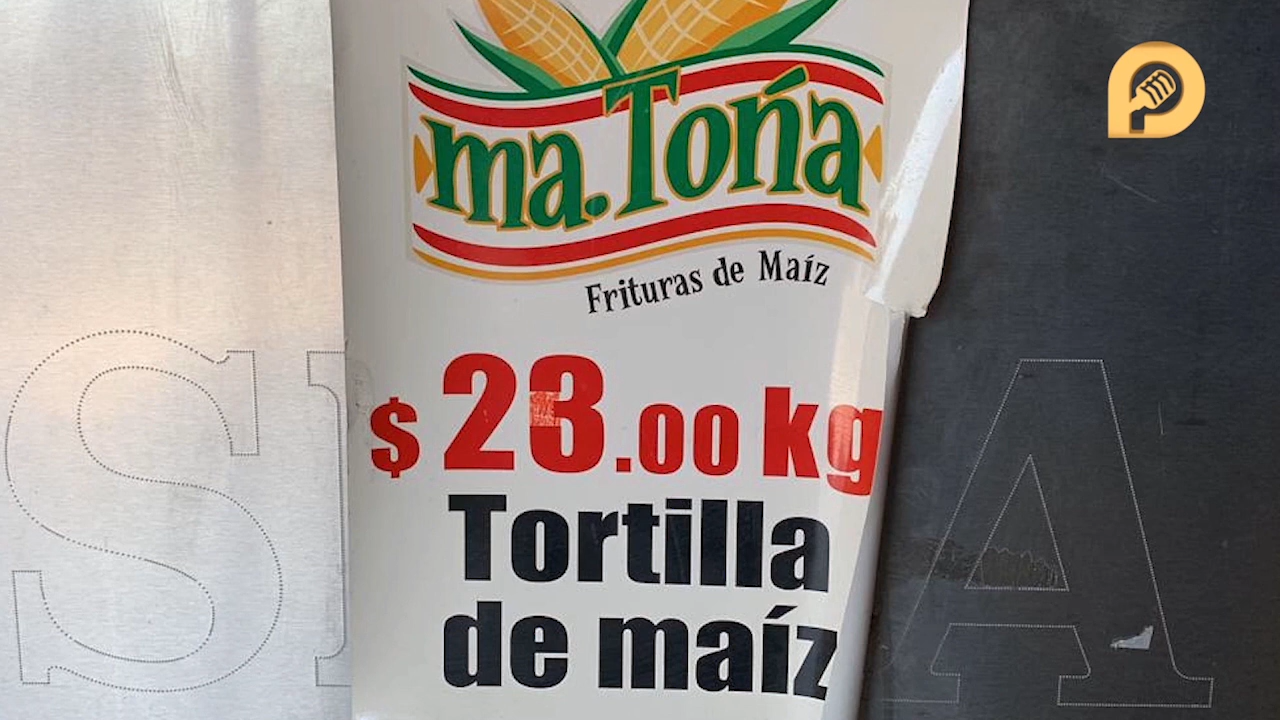 ma.Toña
Frituras de Maíz
$ 23.00 kg
Tortilla
de maíz